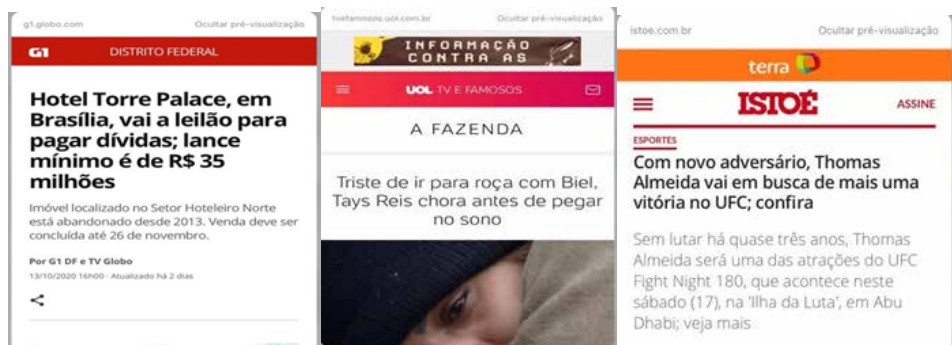 g1.globo.com
Ocultar pré-visualização
G1
DISTRITO FEDERAL
Hotel Torre Palace, em
Brasília, vai a leilão para
pagar dívidas; lance
mínimo é de R$ 35
milhões
Imóvel localizado no Setor Hoteleiro Norte
está abandonado desde 2013. Venda deve ser
concluída até 26 de novembro.
Por G1 DF e TV Globo
13/10/2020 16h00 · Atualizado há 2 dias
tvefamosos.uol.com.br
Ocultar pré-visualização
INFORMAÇÃO
CONTRA AS
UOL TV E FAMOSOS
A FAZENDA
Triste de ir para roça com Biel,
Tays Reis chora antes de pegar
no sono
istoe.com.br
Ocultar pré-visualização
terra
ISTOÉ
ASSINE
ESPORTES
Com novo adversário, Thomas
Almeida vai em busca de mais uma
vitória no UFC; confira
Sem lutar há quase três anos, Thomas
Almeida será uma das atrações do UFC
Fight Night 180, que acontece neste
sábado (17), na 'Ilha da Luta', em Abu
Dhabi; veja mais